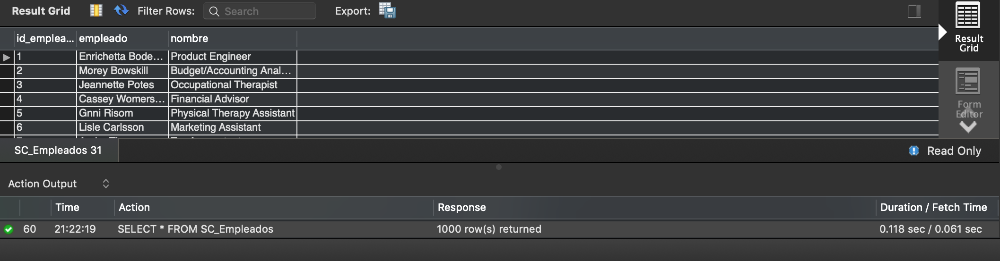 Result Grid Filter Rows: Search Export:
id_emplea... empleado nombre
1 Enrichetta Bode... Product Engineer
2 Morey Bowskill Budget/Accounting Anal...
3 Jeannette Potes Occupational Therapist
4 Cassey Womers... Financial Advisor
5 Gnni Risom Physical Therapy Assistant
6 Lisle Carlsson Marketing Assistant
Result
Grid
Form
Editor
SC_Empleados 31 Read Only
Action Output
Time Action Response Duration / Fetch Time
60 21:22:19 SELECT * FROM SC_Empleados 1000 row(s) returned 0.118 sec / 0.061 sec